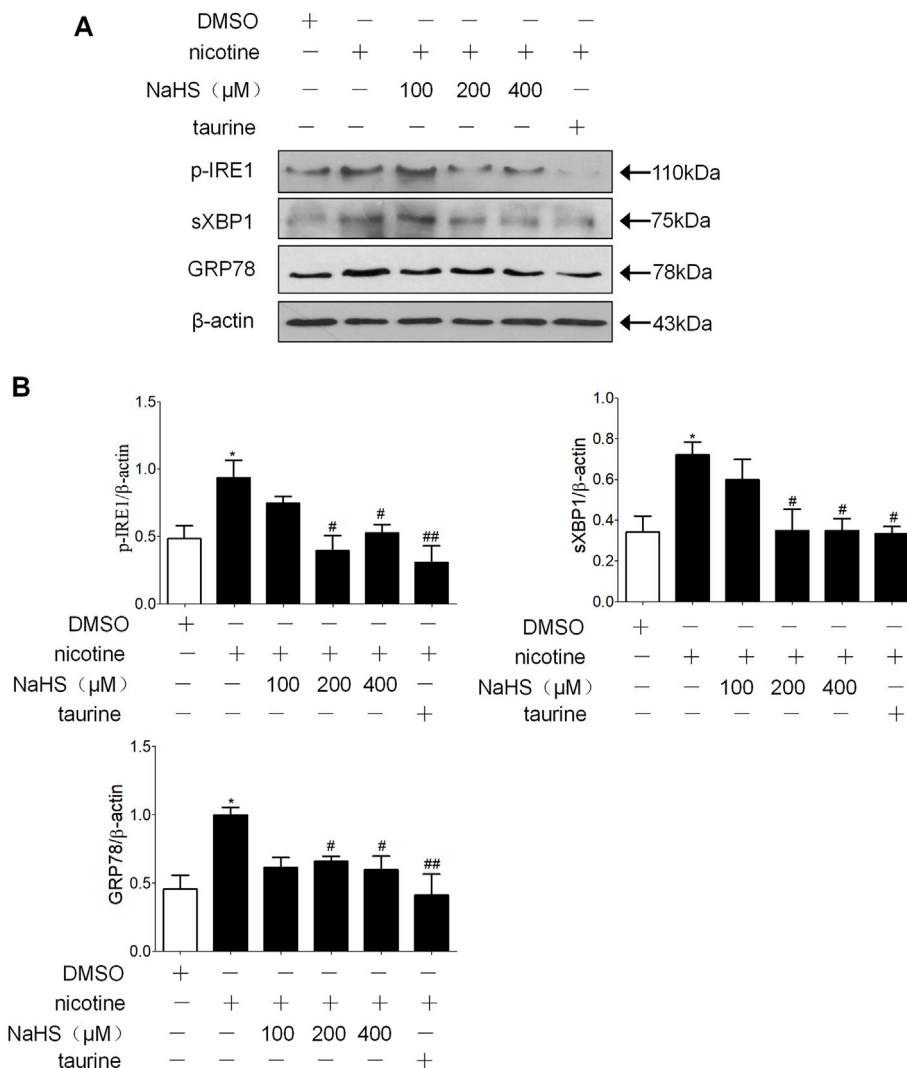 A
DMSO + − − − − −
nicotine − + + + + +
NaHS（μM） − − 100 200 400 −
taurine − − − − − +
p-IRE1 110kDa
sXBP1 75kDa
GRP78 78kDa
β-actin 43kDa
B
p-IRE1/β-actin
1.5
1.0
0.5
0.0
* # # ##
DMSO + − − − − −
nicotine − + + + + +
NaHS（μM） − − 100 200 400 −
taurine − − − − − +
sXBP1/β-actin
1.0
0.8
0.6
0.4
0.2
0.0
* # # #
DMSO + − − − − −
nicotine − + + + + +
NaHS（μM） − − 100 200 400 −
taurine − − − − − +
GRP78/β-actin
1.5
1.0
0.5
0.0
* # # ##
DMSO + − − − − −
nicotine − + + + + +
NaHS（μM） − − 100 200 400 −
taurine − − − − − +